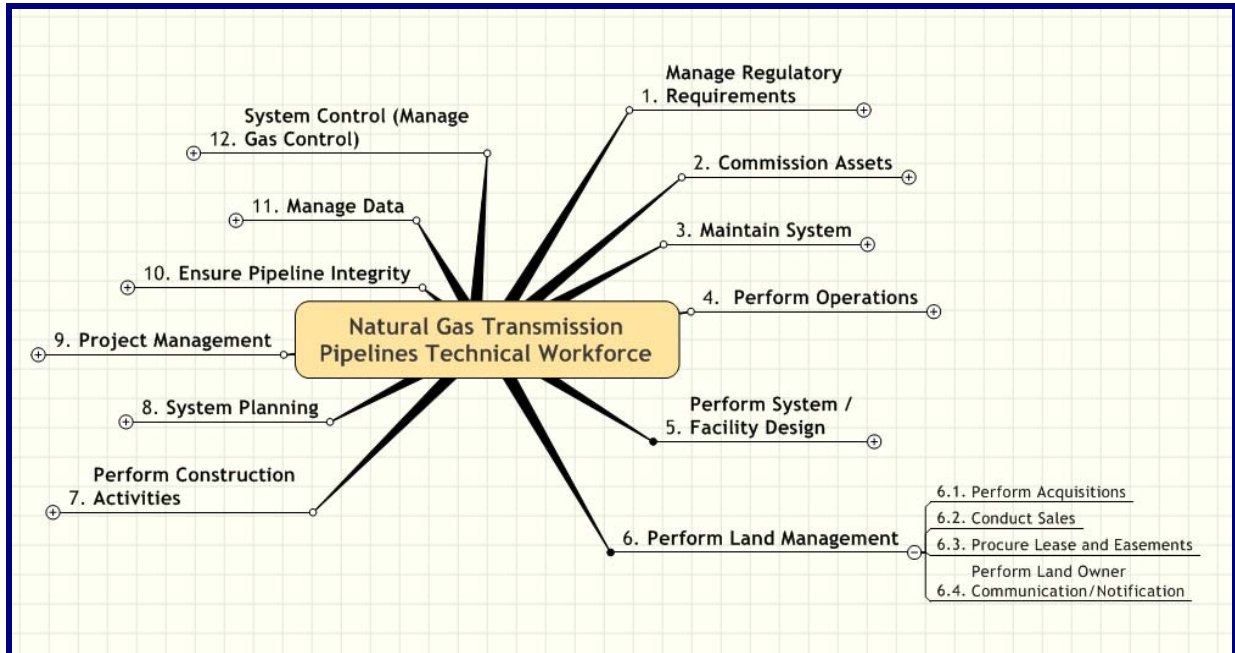 Natural Gas Transmission
Pipelines Technical Workforce
Manage Regulatory
1. Requirements
2. Commission Assets
3. Maintain System
4. Perform Operations
Perform System /
5. Facility Design
6. Perform Land Management
6.1. Perform Acquisitions
6.2. Conduct Sales
6.3. Procure Lease and Easements
Perform Land Owner
6.4. Communication/Notification
Perform Construction
7. Activities
8. System Planning
9. Project Management
10. Ensure Pipeline Integrity
11. Manage Data
System Control (Manage
12. Gas Control)